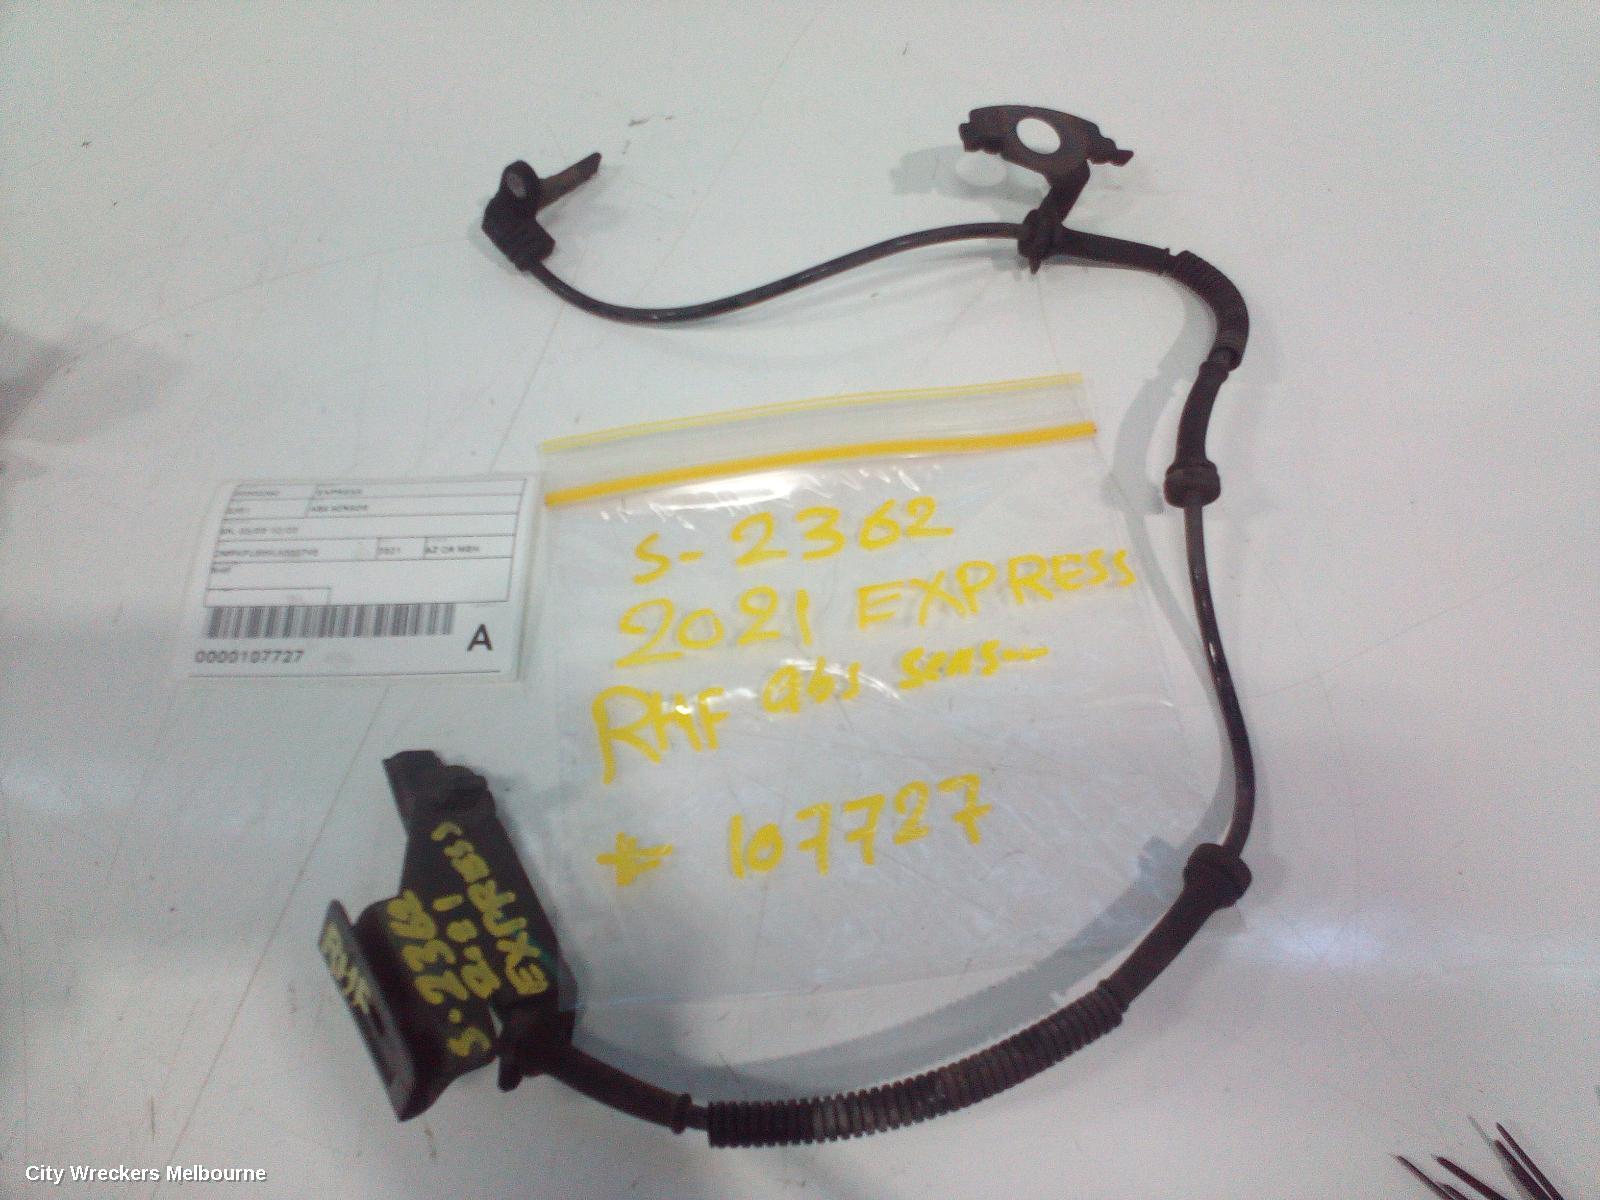 EXPRESS
ABS SENSOR
2021
A
0000107727
S-2362
2021 EXPRESS
RHF abs sens
* 107727
RHF
S.2362
2021
EXPRESS
City Wreckers Melbourne